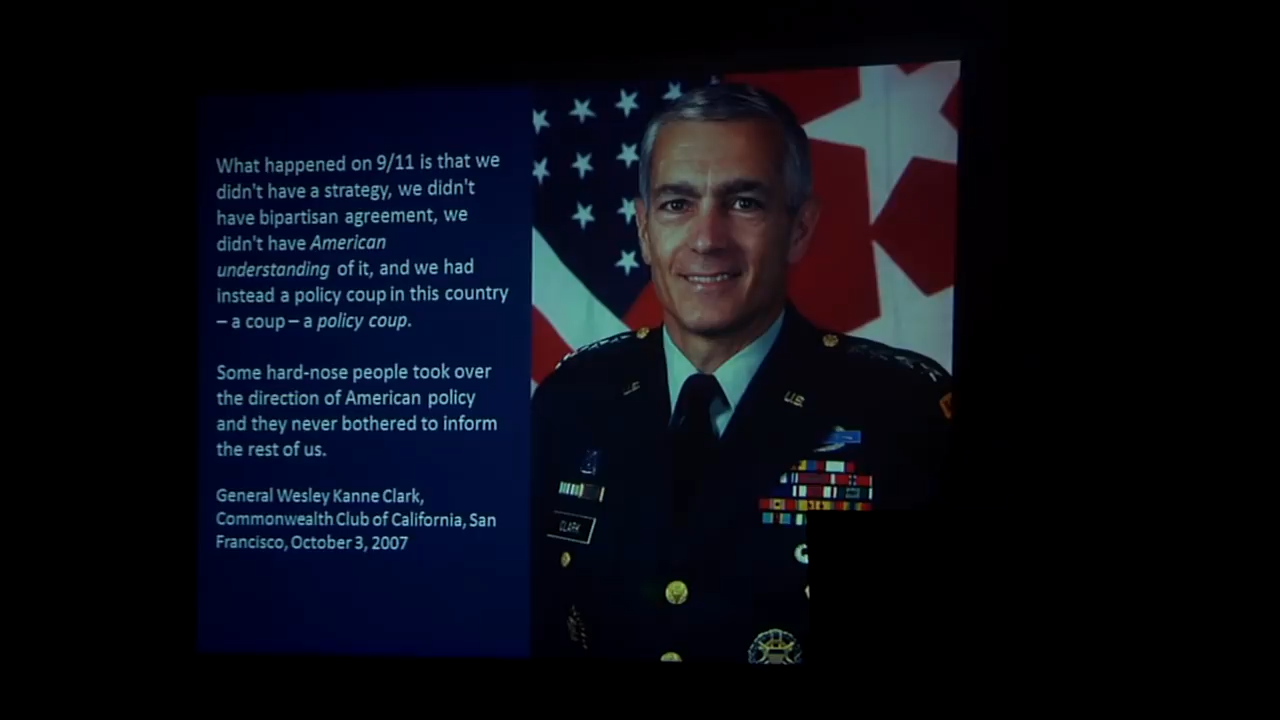 What happened on 9/11 is that we
didn't have a strategy, we didn't
have bipartisan agreement, we
didn't have American
understanding of it, and we had
instead a policy coup in this country
– a coup – a policy coup.
Some hard-nose people took over
the direction of American policy
and they never bothered to inform
the rest of us.
General Wesley Kanne Clark,
Commonwealth Club of California, San
Francisco, October 3, 2007
U.S.
CLARK